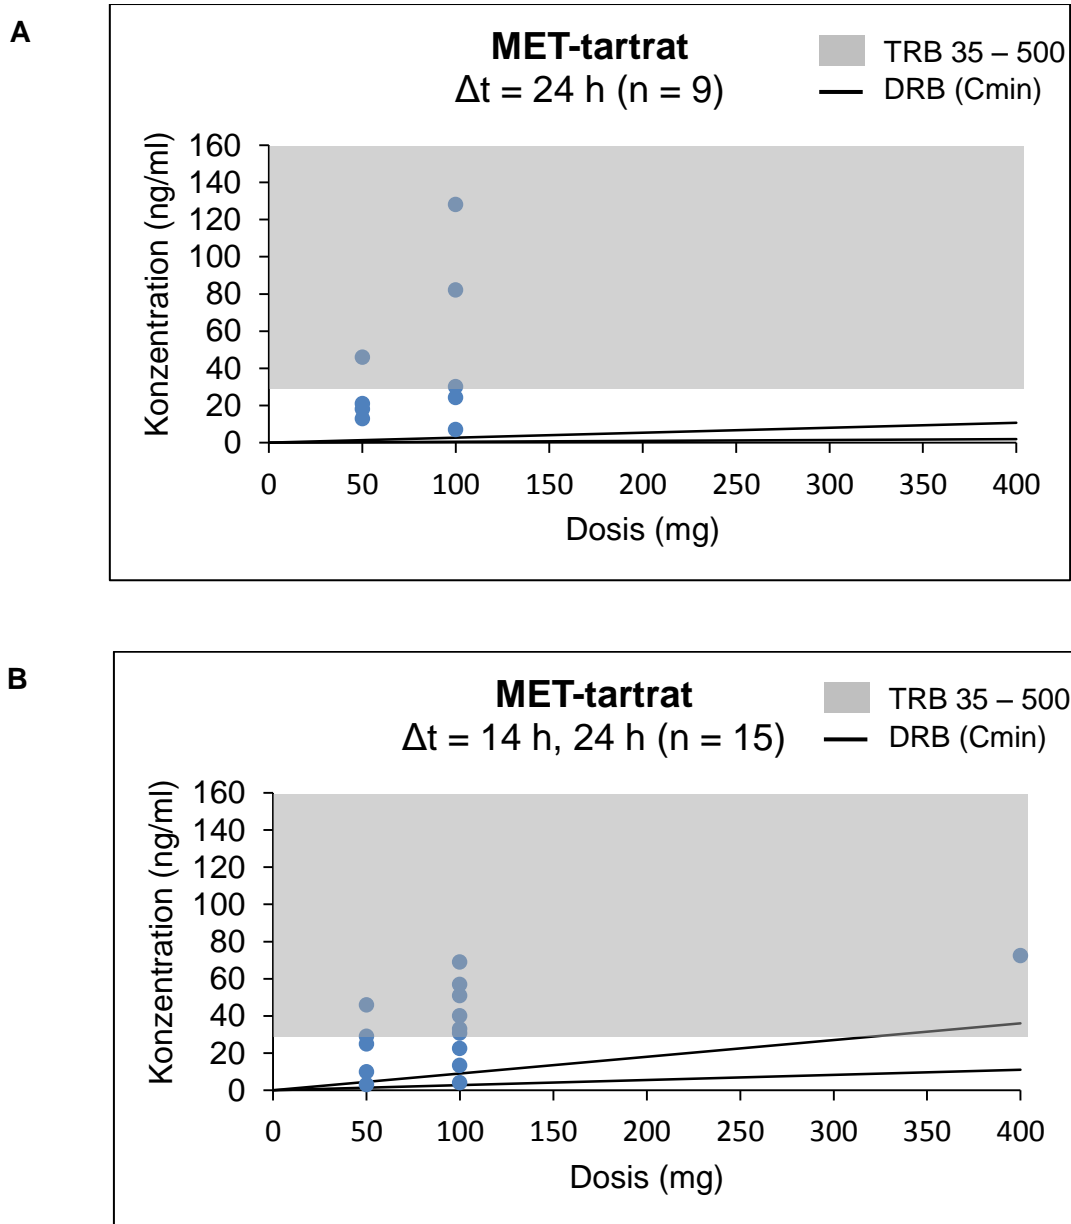 A
MET-tartrat
Δt = 24 h (n = 9)
TRB 35 – 500
DRB (Cmin)
Konzentration (ng/ml)
160
140
120
100
80
60
40
20
0
0 50 100 150 200 250 300 350 400
Dosis (mg)
B
MET-tartrat
Δt = 14 h, 24 h (n = 15)
TRB 35 – 500
DRB (Cmin)
Konzentration (ng/ml)
160
140
120
100
80
60
40
20
0
0 50 100 150 200 250 300 350 400
Dosis (mg)